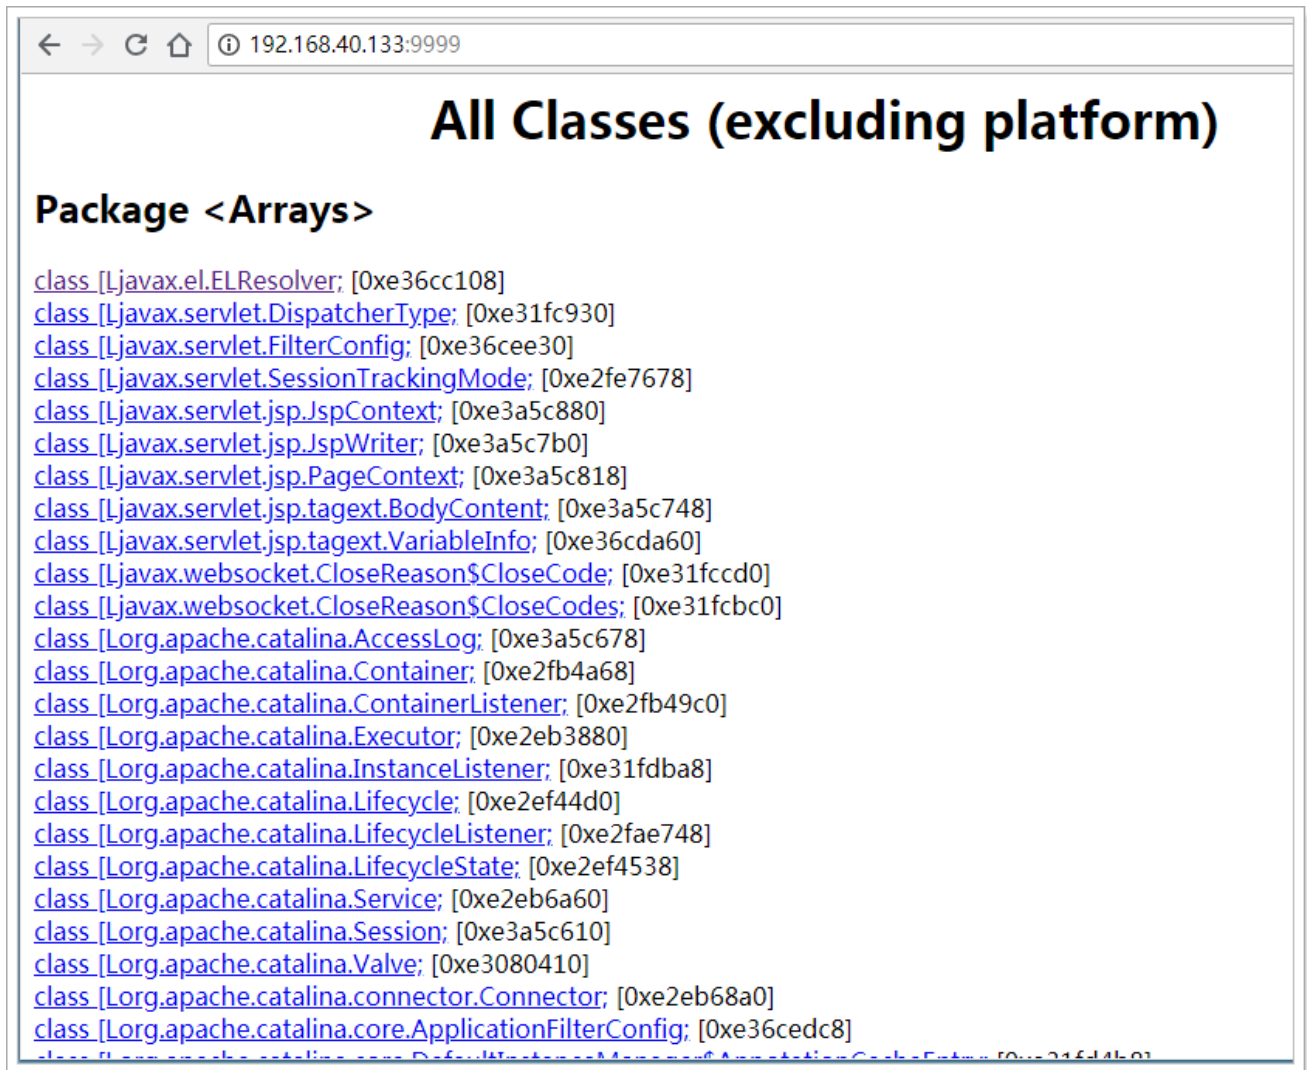 192.168.40.133:9999
All Classes (excluding platform)
Package <Arrays>
class [Ljavax.el.ELResolver; [0xe36cc108]
class [Ljavax.servlet.DispatcherType; [0xe31fc930]
class [Ljavax.servlet.FilterConfig; [0xe36cee30]
class [Ljavax.servlet.SessionTrackingMode; [0xe2fe7678]
class [Ljavax.servlet.jsp.JspContext; [0xe3a5c880]
class [Ljavax.servlet.jsp.JspWriter; [0xe3a5c7b0]
class [Ljavax.servlet.jsp.PageContext; [0xe3a5c818]
class [Ljavax.servlet.jsp.tagext.BodyContent; [0xe3a5c748]
class [Ljavax.servlet.jsp.tagext.VariableInfo; [0xe36cda60]
class [Ljavax.websocket.CloseReason$CloseCode; [0xe31fccd0]
class [Ljavax.websocket.CloseReason$CloseCodes; [0xe31fcbc0]
class [Lorg.apache.catalina.AccessLog; [0xe3a5c678]
class [Lorg.apache.catalina.Container; [0xe2fb4a68]
class [Lorg.apache.catalina.ContainerListener; [0xe2fb49c0]
class [Lorg.apache.catalina.Executor; [0xe2eb3880]
class [Lorg.apache.catalina.InstanceListener; [0xe31fdba8]
class [Lorg.apache.catalina.Lifecycle; [0xe2ef44d0]
class [Lorg.apache.catalina.LifecycleListener; [0xe2fae748]
class [Lorg.apache.catalina.LifecycleState; [0xe2ef4538]
class [Lorg.apache.catalina.Service; [0xe2eb6a60]
class [Lorg.apache.catalina.Session; [0xe3a5c610]
class [Lorg.apache.catalina.Valve; [0xe3080410]
class [Lorg.apache.catalina.connector.Connector; [0xe2eb68a0]
class [Lorg.apache.catalina.core.ApplicationFilterConfig; [0xe36cedc8]
class [Lorg.apache.catalina.core.DefaultInstanceManager$AnnotationCacheEntry;